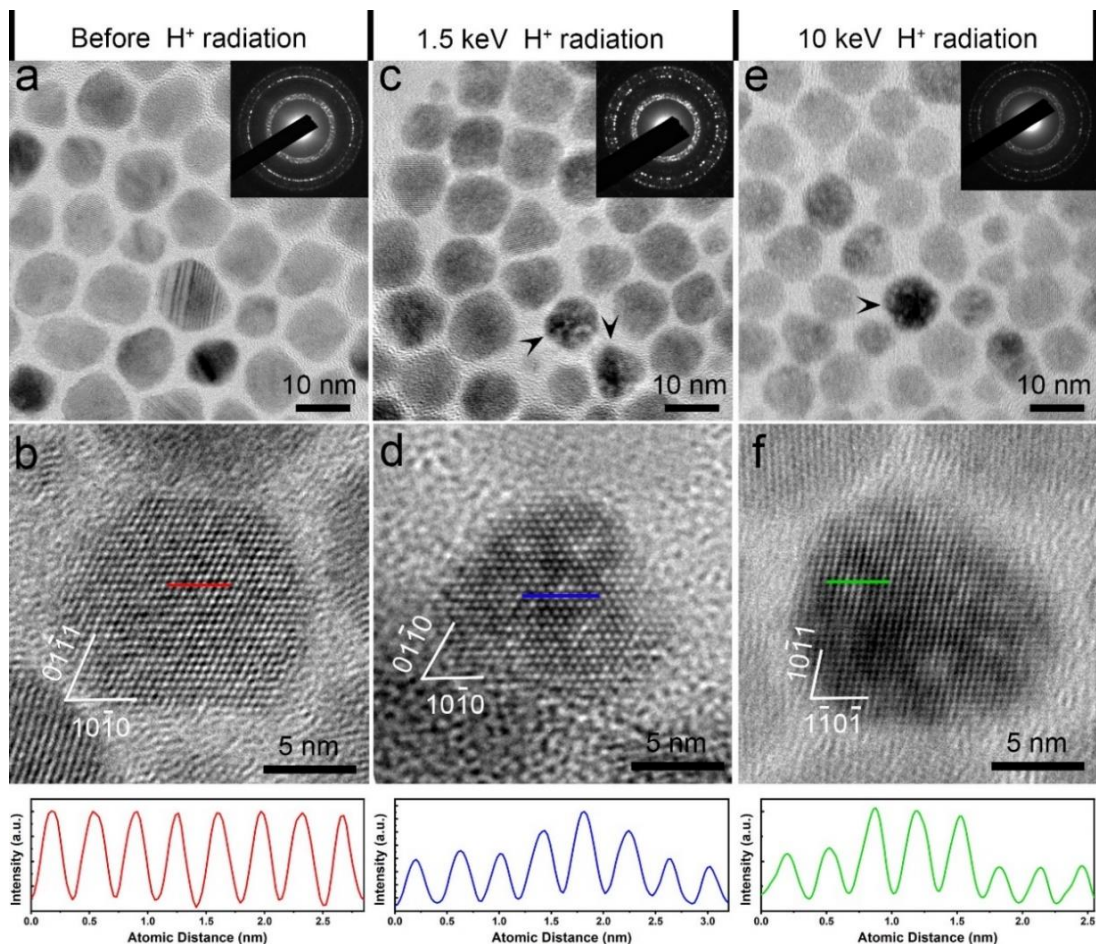 Before H⁺ radiation 1.5 keV H⁺ radiation 10 keV H⁺ radiation
a c e
10 nm 10 nm 10 nm
b d f
011̄1 011̄0 101̄1
101̄0 101̄0 11̄01̄
5 nm 5 nm 5 nm
Intensity (a.u.) Intensity (a.u.) Intensity (a.u.)
0.0 0.5 1.0 1.5 2.0 2.5 0.0 0.5 1.0 1.5 2.0 2.5 3.0 0.0 0.5 1.0 1.5 2.0 2.5
Atomic Distance (nm) Atomic Distance (nm) Atomic Distance (nm)